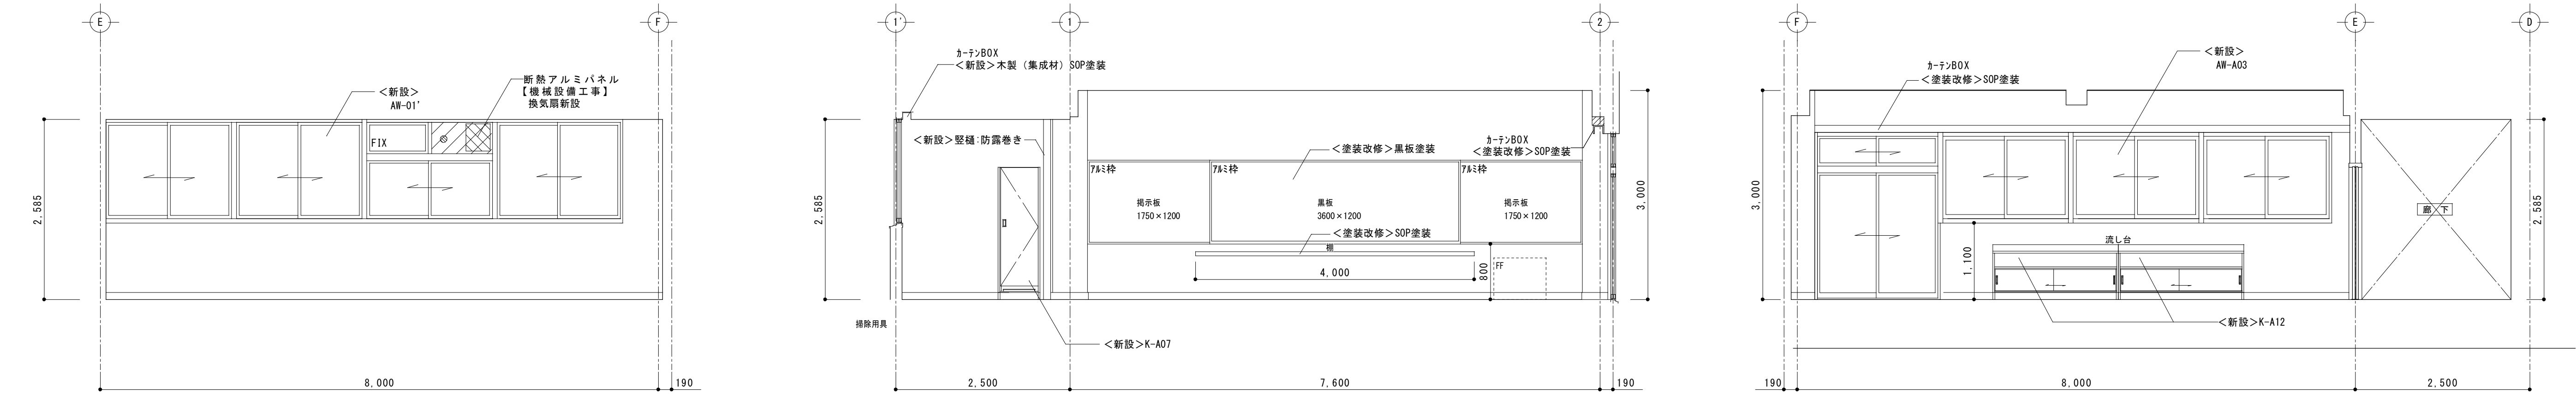 E
F
＜新設＞
AW-01'
断熱アルミパネル
【機械設備工事】
換気扇新設
FIX
2,585
8,000
190
1'
1
2
ｶｰﾃﾝBOX
＜新設＞木製（集成材）SOP塗装
＜新設＞竪樋:防露巻き
＜塗装改修＞黒板塗装
ｶｰﾃﾝBOX
＜塗装改修＞SOP塗装
ｱﾙﾐ枠
ｱﾙﾐ枠
ｱﾙﾐ枠
掲示板
1750×1200
黒板
3600×1200
掲示板
1750×1200
＜塗装改修＞SOP塗装
棚
4,000
800
FF
2,585
3,000
掃除用具
＜新設＞K-A07
2,500
7,600
190
F
E
D
ｶｰﾃﾝBOX
＜塗装改修＞SOP塗装
＜新設＞
AW-A03
3,000
1,100
流し台
廊下
2,585
＜新設＞K-A12
190
8,000
2,500